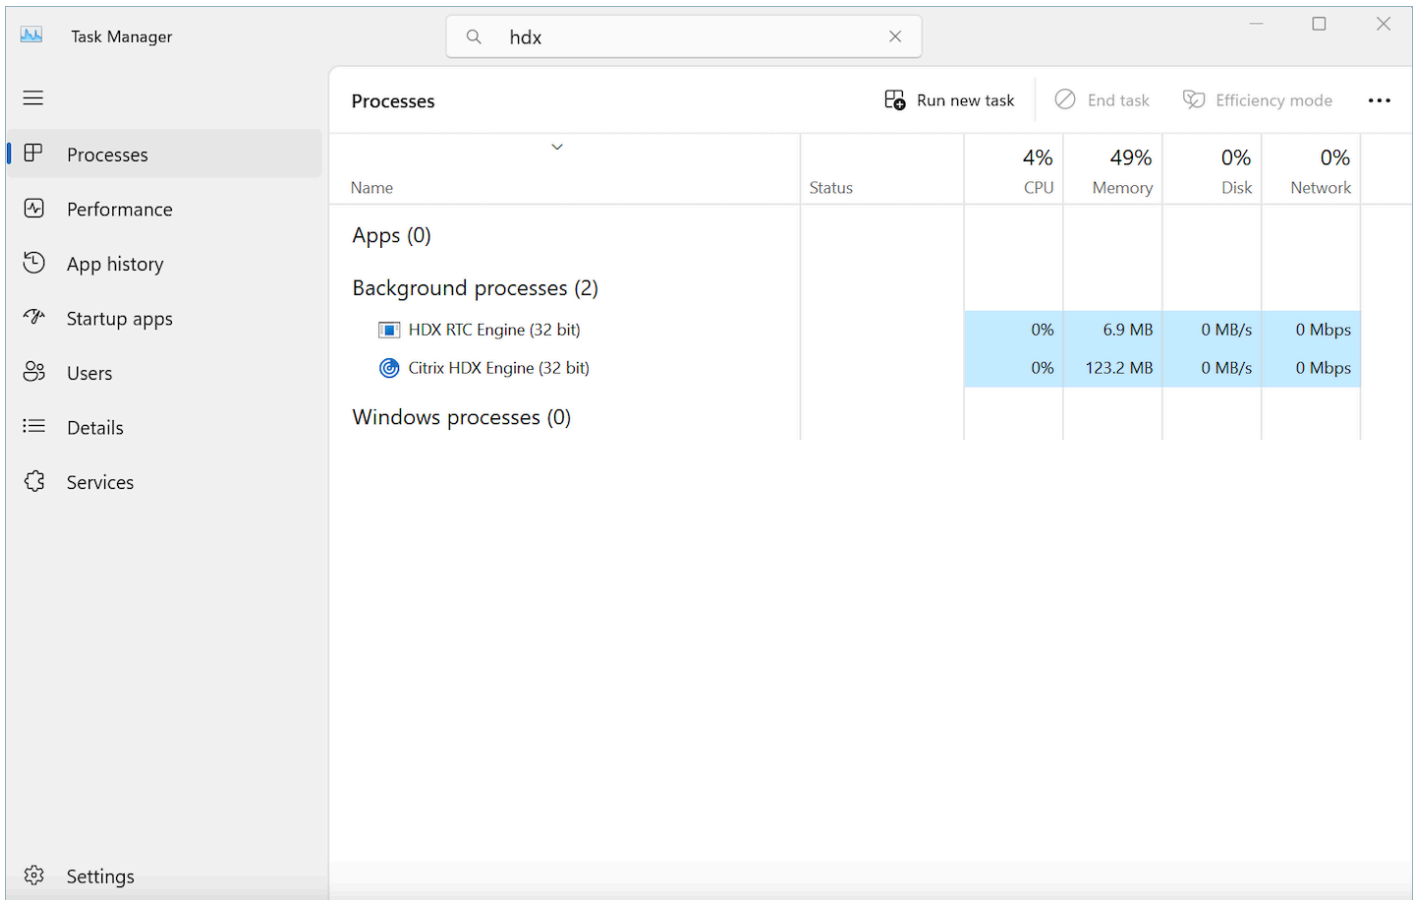 Task Manager
hdx
Processes
Run new task
End task
Efficiency mode
Processes
Performance
App history
Startup apps
Users
Details
Services
Settings
4% 49% 0% 0%
Name Status CPU Memory Disk Network
Apps (0)
Background processes (2)
HDX RTC Engine (32 bit) 0% 6.9 MB 0 MB/s 0 Mbps
Citrix HDX Engine (32 bit) 0% 123.2 MB 0 MB/s 0 Mbps
Windows processes (0)